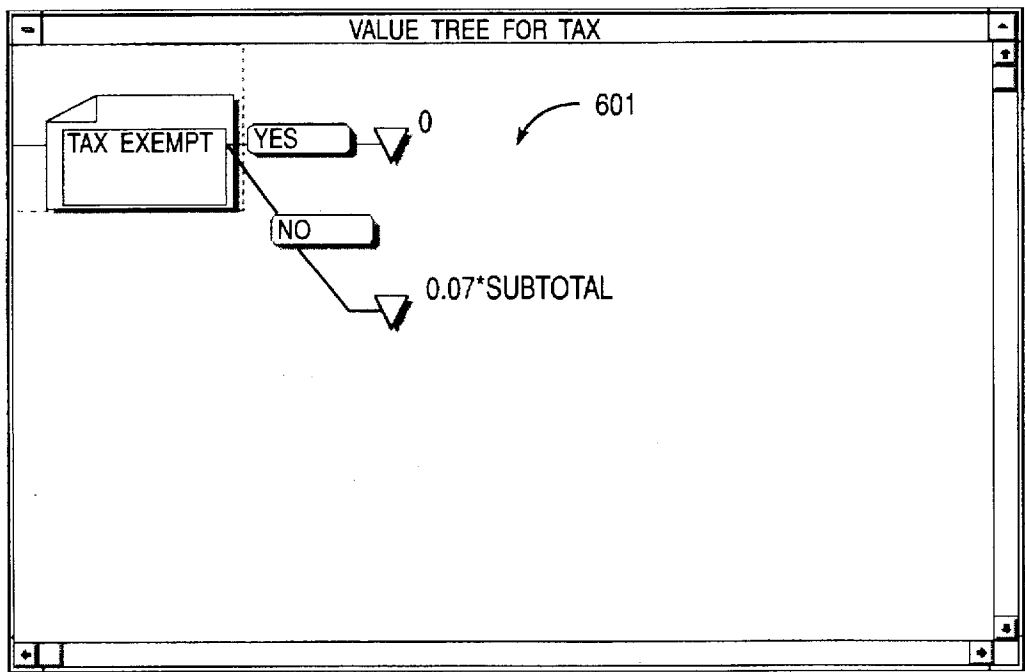 VALUE TREE FOR TAX
601
TAX EXEMPT
YES
0
NO
0.07*SUBTOTAL